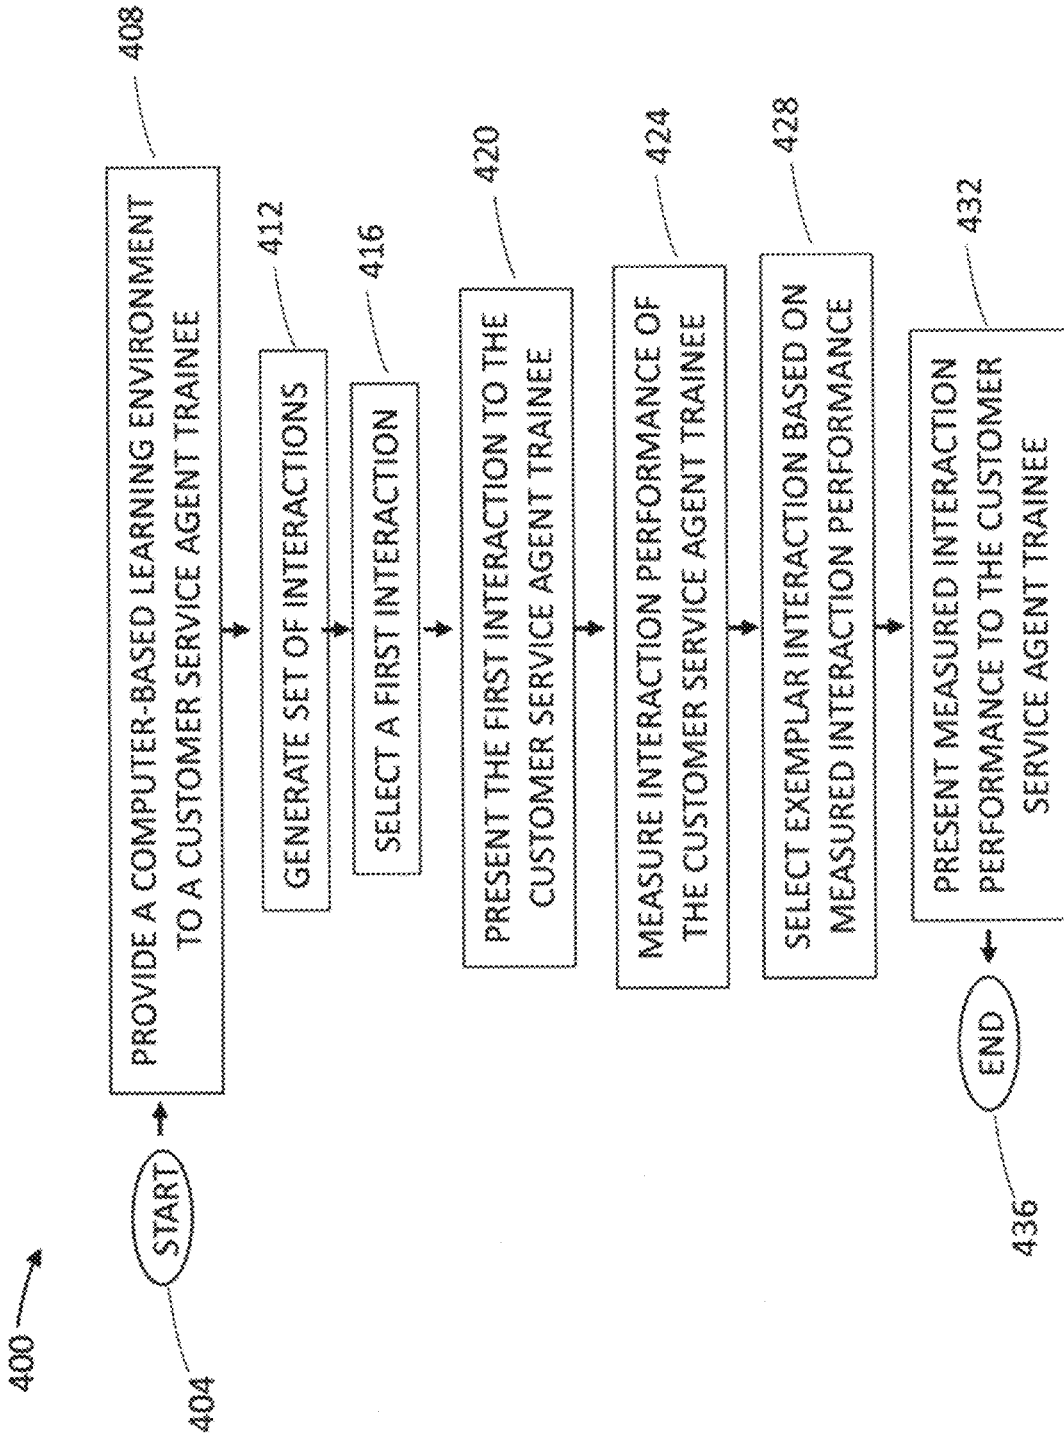 400
404
START
PROVIDE A COMPUTER-BASED LEARNING ENVIRONMENT
TO A CUSTOMER SERVICE AGENT TRAINEE
408
GENERATE SET OF INTERACTIONS
412
SELECT A FIRST INTERACTION
416
PRESENT THE FIRST INTERACTION TO THE
CUSTOMER SERVICE AGENT TRAINEE
420
MEASURE INTERACTION PERFORMANCE OF
THE CUSTOMER SERVICE AGENT TRAINEE
424
SELECT EXEMPLAR INTERACTION BASED ON
MEASURED INTERACTION PERFORMANCE
428
PRESENT MEASURED INTERACTION
PERFORMANCE TO THE CUSTOMER
SERVICE AGENT TRAINEE
432
END
436